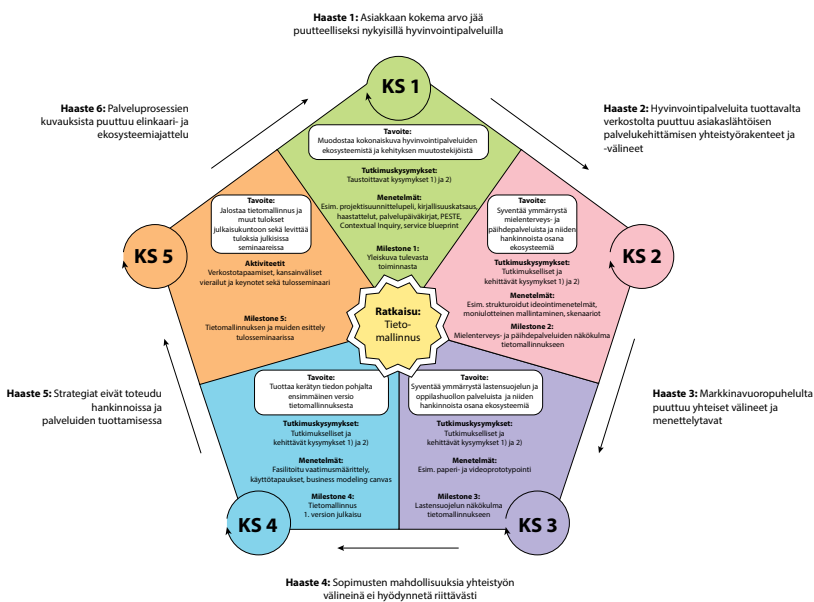 Haaste 1: Asiakkaan kokema arvo jää
puutteelliseksi nykyisillä hyvinvointipalveluilla
KS 1
Tavoite:
Muodostaa kokonaiskuva hyvinvointipalveluiden
ekosysteemistä ja kehityksen muutostekijöistä
Tutkimuskysymykset:
Taustoittavat kysymykset 1) ja 2)
Menetelmät:
Esim. projektisuunnittelupeli, kirjallisuuskatsaus,
haastattelut, palvelupäiväkirjat, PESTE,
Contextual Inquiry, service blueprint
Milestone 1:
Yleiskuva tulevasta
toiminnasta
Haaste 2: Hyvinvointipalveluita tuottavalta
verkostolta puuttuu asiakaslähtöisen
palvelukehittämisen yhteistyörakenteet ja
-välineet
KS 2
Tavoite:
Syventää ymmärrystä
mielenterveys- ja
päihdepalveluista ja niiden
hankinnoista osana
ekosysteemiä
Tutkimuskysymykset:
Tutkimukselliset ja
kehittävät kysymykset 1) ja 2)
Menetelmät:
Esim. strukturoidut ideointimenetelmät,
moniulotteinen mallintaminen, skenaariot
Milestone 2:
Mielenterveys- ja päihdepalveluiden näkökulma
tietomallinnukseen
Haaste 3: Markkinavuoropuhelulta
puuttuu yhteiset välineet ja
menettelytavat
KS 3
Tavoite:
Syventää ymmärrystä lastensuojelun ja
oppilashuollon palveluista ja niiden
hankinnoista osana ekosysteemiä
Tutkimuskysymykset:
Tutkimukselliset ja
kehittävät kysymykset 1) ja 2)
Menetelmät:
Esim. paperi- ja videoprototypointi
Milestone 3:
Lastensuojelun näkökulma
tietomallinnukseen
Haaste 4: Sopimusten mahdollisuuksia yhteistyön
välineinä ei hyödynnetä riittävästi
KS 4
Tavoite:
Tuottaa kerätyn tiedon pohjalta
ensimmäinen versio
tietomallinnuksesta
Tutkimuskysymykset:
Tutkimukselliset ja
kehittävät kysymykset 1) ja 2)
Menetelmät:
Fasilitoitu vaatimusmäärittely,
käyttötapaukset, business modeling canvas
Milestone 4:
Tietomallinnus
1. version julkaisu
Haaste 5: Strategiat eivät toteudu
hankinnoissa ja
palveluiden tuottamisessa
KS 5
Tavoite:
Jalostaa tietomallinnus ja
muut tulokset
julkaisukuntoon sekä levittää
tuloksia julkisissa
seminaareissa
Aktiviteetit
Verkostotapaamiset, kansainväliset
vierailut ja keynotet sekä tulosseminaari
Milestone 5:
Tietomallinnuksen ja muiden esittely
tulosseminaarissa
Haaste 6: Palveluprosessien
kuvauksista puuttuu elinkaari- ja
ekosysteemiajattelu
Ratkaisu:
Tieto-
mallinnus